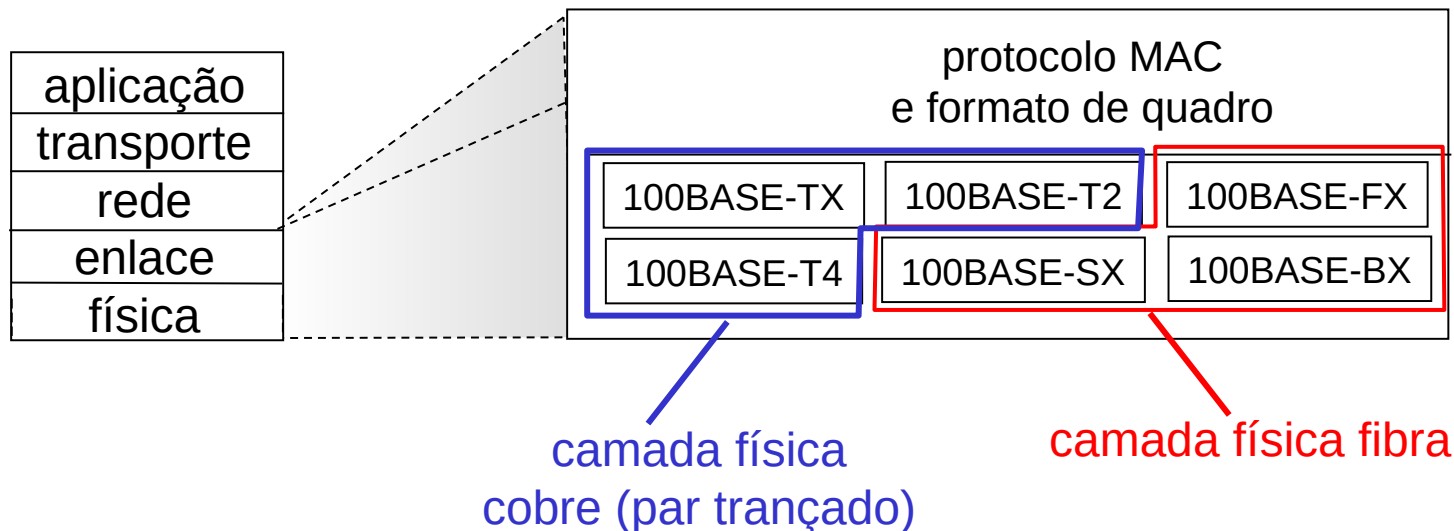 aplicação
transporte
rede
enlace
física
protocolo MAC
e formato de quadro
100BASE-TX
100BASE-T2
100BASE-FX
100BASE-T4
100BASE-SX
100BASE-BX
camada física
cobre (par trançado)
camada física fibra